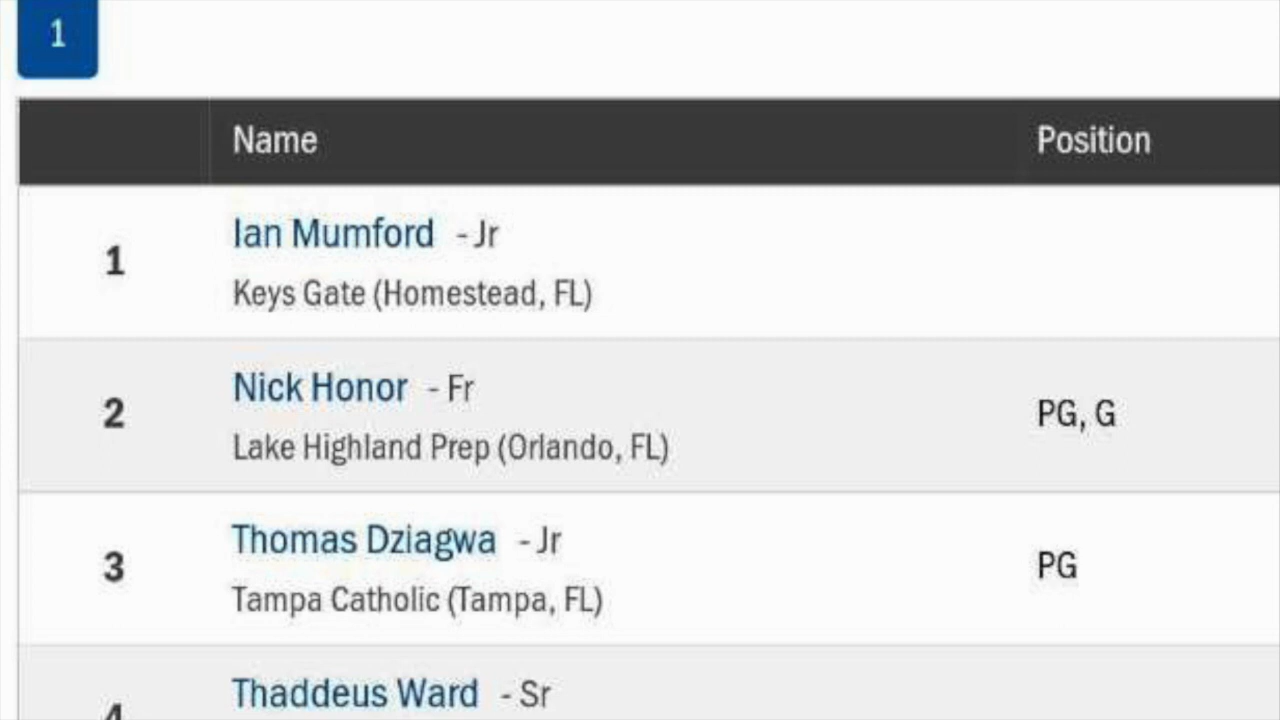 1
Name Position
1 Ian Mumford - Jr
Keys Gate (Homestead, FL)
2 Nick Honor - Fr PG, G
Lake Highland Prep (Orlando, FL)
3 Thomas Dziagwa - Jr PG
Tampa Catholic (Tampa, FL)
4 Thaddeus Ward - Sr